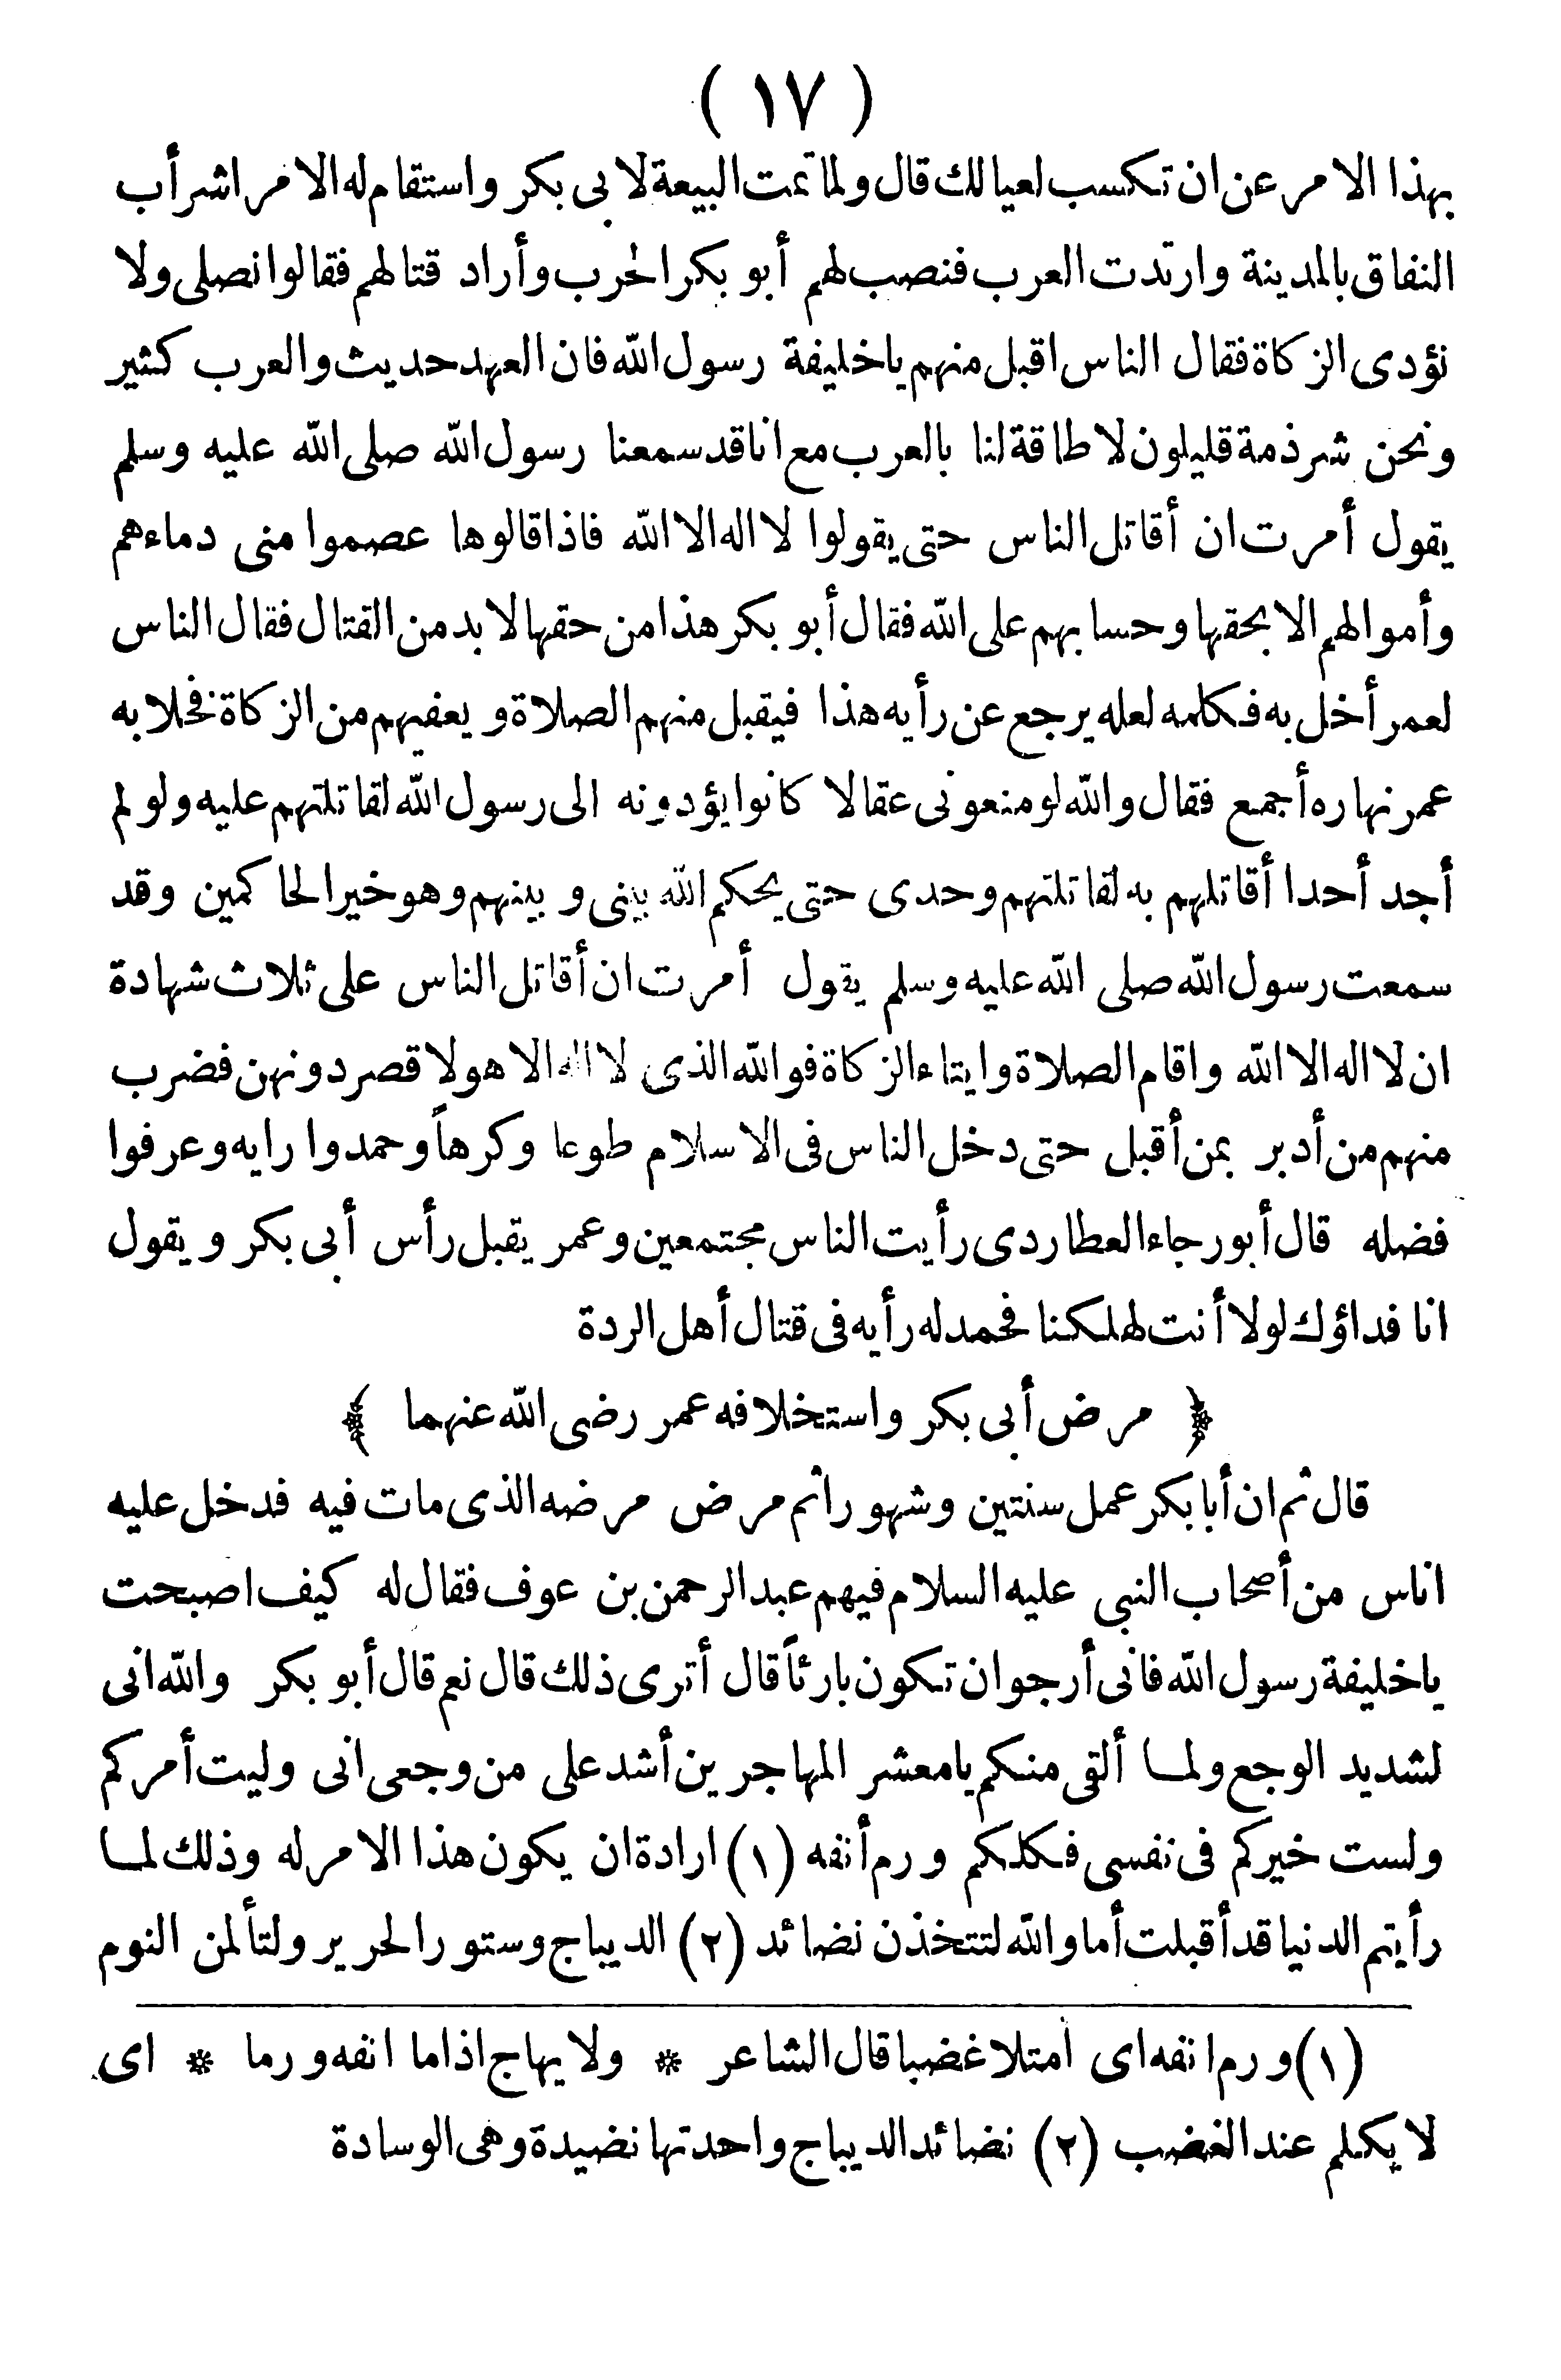 ( ١٧ )
بهذا الامر عن ان تكسب لعيالك قال ولما تمت البيعة لابى بكر واستقام له الامر اشرأب
النفاق بالمدينة وارتدت العرب فنصب لهم أبو بكر الحرب وأراد قتالهم فقالوا نصلى ولا
نؤدى الزكاة فقال الناس اقبل منهم ياخليفة رسول الله فان العهد حديث والعرب كثير
ونحن شرذمة قليلون لا طاقة لنا بالعرب مع انا قد سمعنا رسول الله صلى الله عليه وسلم
يقول أمرت ان أقاتل الناس حتى يقولوا لا اله الا الله فاذا قالوها عصموا منى دماءهم
وأموالهم الا بحقها وحسابهم على الله فقال أبو بكر هذا من حقها لا بد من القتال فقال الناس
لعمر أخل به فكلمه لعله يرجع عن رأيه هذا فيقبل منهم الصلاة ويعفيهم من الزكاة فخلا به
عمر نهاره أجمع فقال والله لو منعونى عقالا كانوا يؤدونه الى رسول الله لقاتلتهم عليه ولو لم
أجد أحدا أقاتلهم به لقاتلتهم وحدى حتى يحكم الله بينى وبينهم وهو خير الحاكمين وقد
سمعت رسول الله صلى الله عليه وسلم يقول أمرت ان أقاتل الناس على ثلاث شهادة
ان لا اله الا الله واقام الصلاة وايتاء الزكاة فوالله الذى لا اله الا هو لا قصر دونهن فضرب
منهم من أدبر بمن أقبل حتى دخل الناس فى الاسلام طوعا وكرهاً وحمدوا رايه وعرفوا
فضله قال أبو رجاء العطاردى رأيت الناس مجتمعين وعمر يقبل رأس أبى بكر ويقول
انا فداؤك لولا أنت لهلكنا فحمد له رأيه فى قتال أهل الردة
﴿ مرض أبى بكر واستخلافه عمر رضى الله عنهما ﴾
قال ثم ان أبا بكر عمل سنتين وشهورا ثم مرض مرضه الذى مات فيه فدخل عليه
اناس من أصحاب النبى عليه السلام فيهم عبد الرحمن بن عوف فقال له كيف اصبحت
ياخليفة رسول الله فانى أرجو ان تكون بارئاً قال أترى ذلك قال نعم قال أبو بكر والله انى
لشديد الوجع ولما ألقى منكم يامعشر المهاجرين أشد على من وجعى انى وليت أمركم
ولست خيركم فى نفسى فكلكم ورم أنفه (١) ارادة ان يكون هذا الامر له وذلك لما
رأيتم الدنيا قد أقبلت أما والله لتتخذن نضائد (٢) الديباج وستور الحرير ولتألمن النوم
(١) ورم انفه اى امتلا غضبا قال الشاعر * ولا يهاج اذا ما انفه ورما * اى
لا يكلم عند الغضب (٢) نضائد الديباج واحدتها نضيدة وهى الوسادة